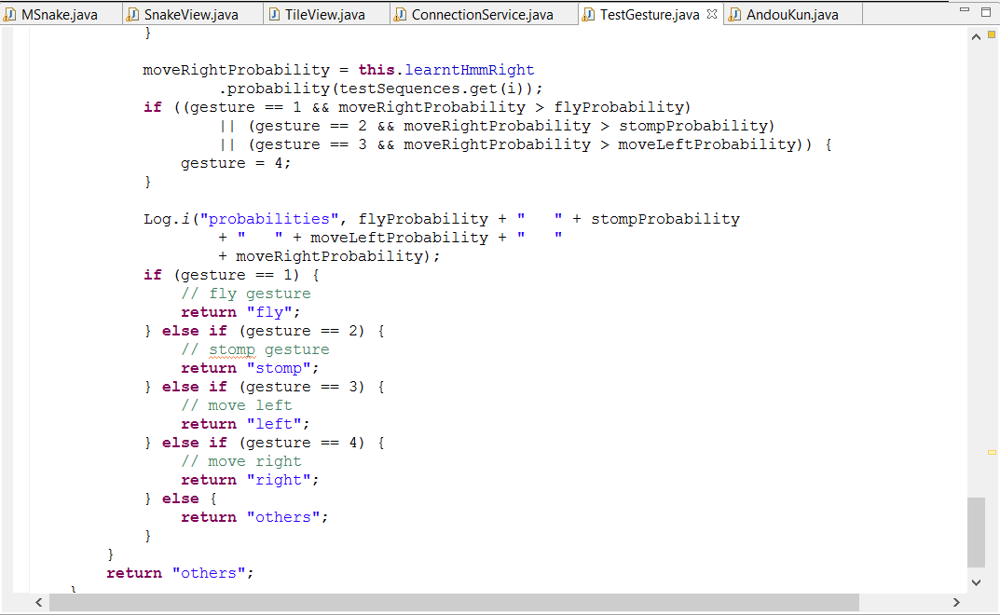 MSnake.java SnakeView.java TileView.java ConnectionService.java TestGesture.java AndouKun.java
}
moveRightProbability = this.learntHmmRight
.probability(testSequences.get(i));
if ((gesture == 1 && moveRightProbability > flyProbability)
|| (gesture == 2 && moveRightProbability > stompProbability)
|| (gesture == 3 && moveRightProbability > moveLeftProbability)) {
gesture = 4;
}
Log.i("probabilities", flyProbability + "   " + stompProbability
+ "   " + moveLeftProbability + "   "
+ moveRightProbability);
if (gesture == 1) {
// fly gesture
return "fly";
} else if (gesture == 2) {
// stomp gesture
return "stomp";
} else if (gesture == 3) {
// move left
return "left";
} else if (gesture == 4) {
// move right
return "right";
} else {
return "others";
}
}
return "others";
}